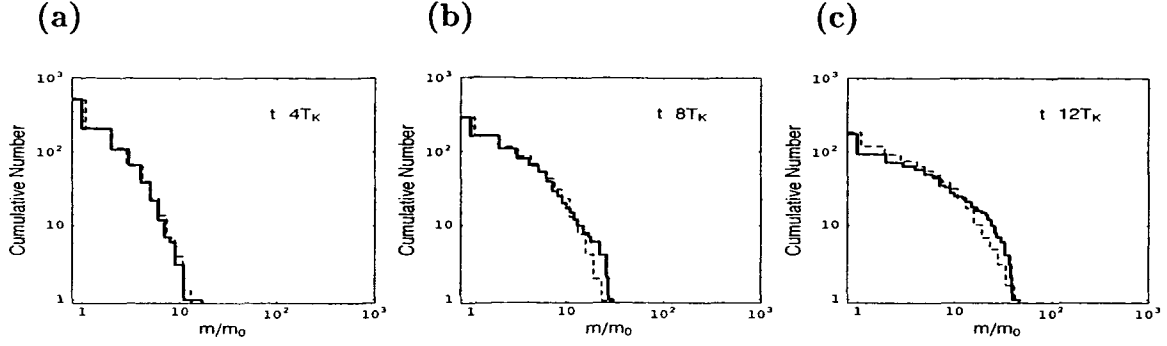 (a) (b) (c)
10³ 10³ 10³
t 4T_K t 8T_K t 12T_K
Cumulative Number Cumulative Number Cumulative Number
10² 10² 10²
10 10 10
1 1 1
1 10 10² 10³ 1 10 10² 10³ 1 10 10² 10³
m/m₀ m/m₀ m/m₀